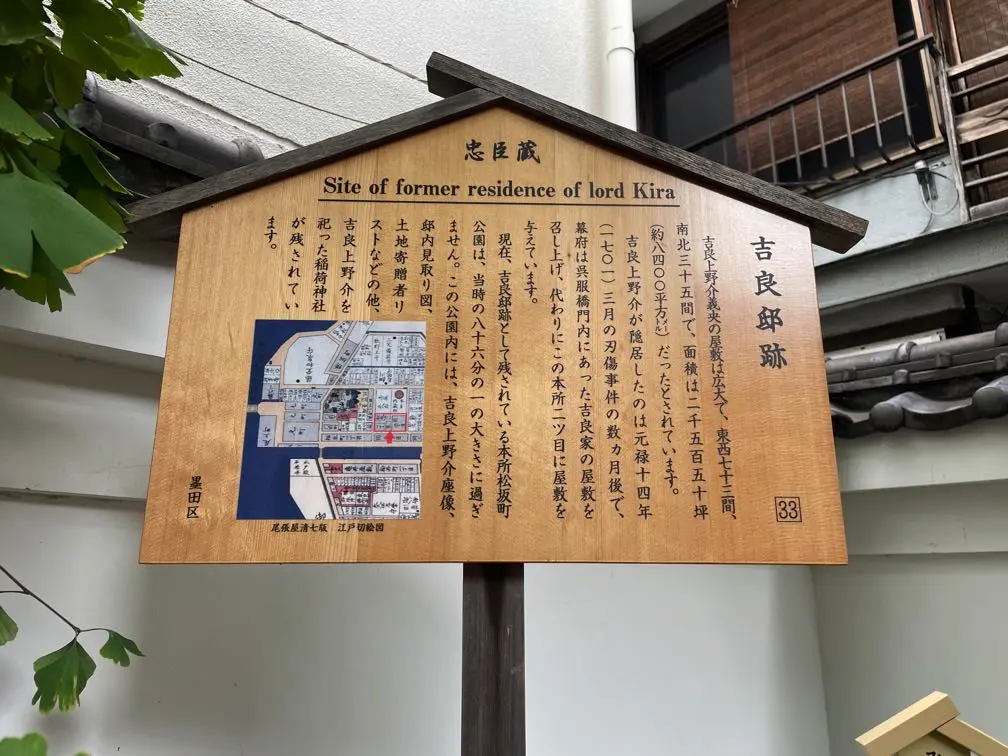 忠臣蔵
Site of former residence of lord Kira
吉良邸跡
33
吉良上野介義央の屋敷は広大で、東西七十三間、
南北三十五間で、面積は二千五百五十坪
(約八四〇〇平方㍍)だったとされています。
吉良上野介が隠居したのは元禄十四年
(一七〇一)三月の刃傷事件の数ヵ月後で、
幕府は呉服橋門内にあった吉良家の屋敷を
召し上げ、代わりにこの本所二ツ目に屋敷を
与えています。
現在、吉良邸跡として残されている本所松坂町
公園は、当時の八十六分の一の大きさに過ぎ
ません。この公園内には、吉良上野介座像、
邸内見取り図、
土地寄贈者リ
ストなどの他、
吉良上野介を
祀った稲荷神社
が残されてい
ます。
尾張屋清七版 江戸切絵図
墨田区